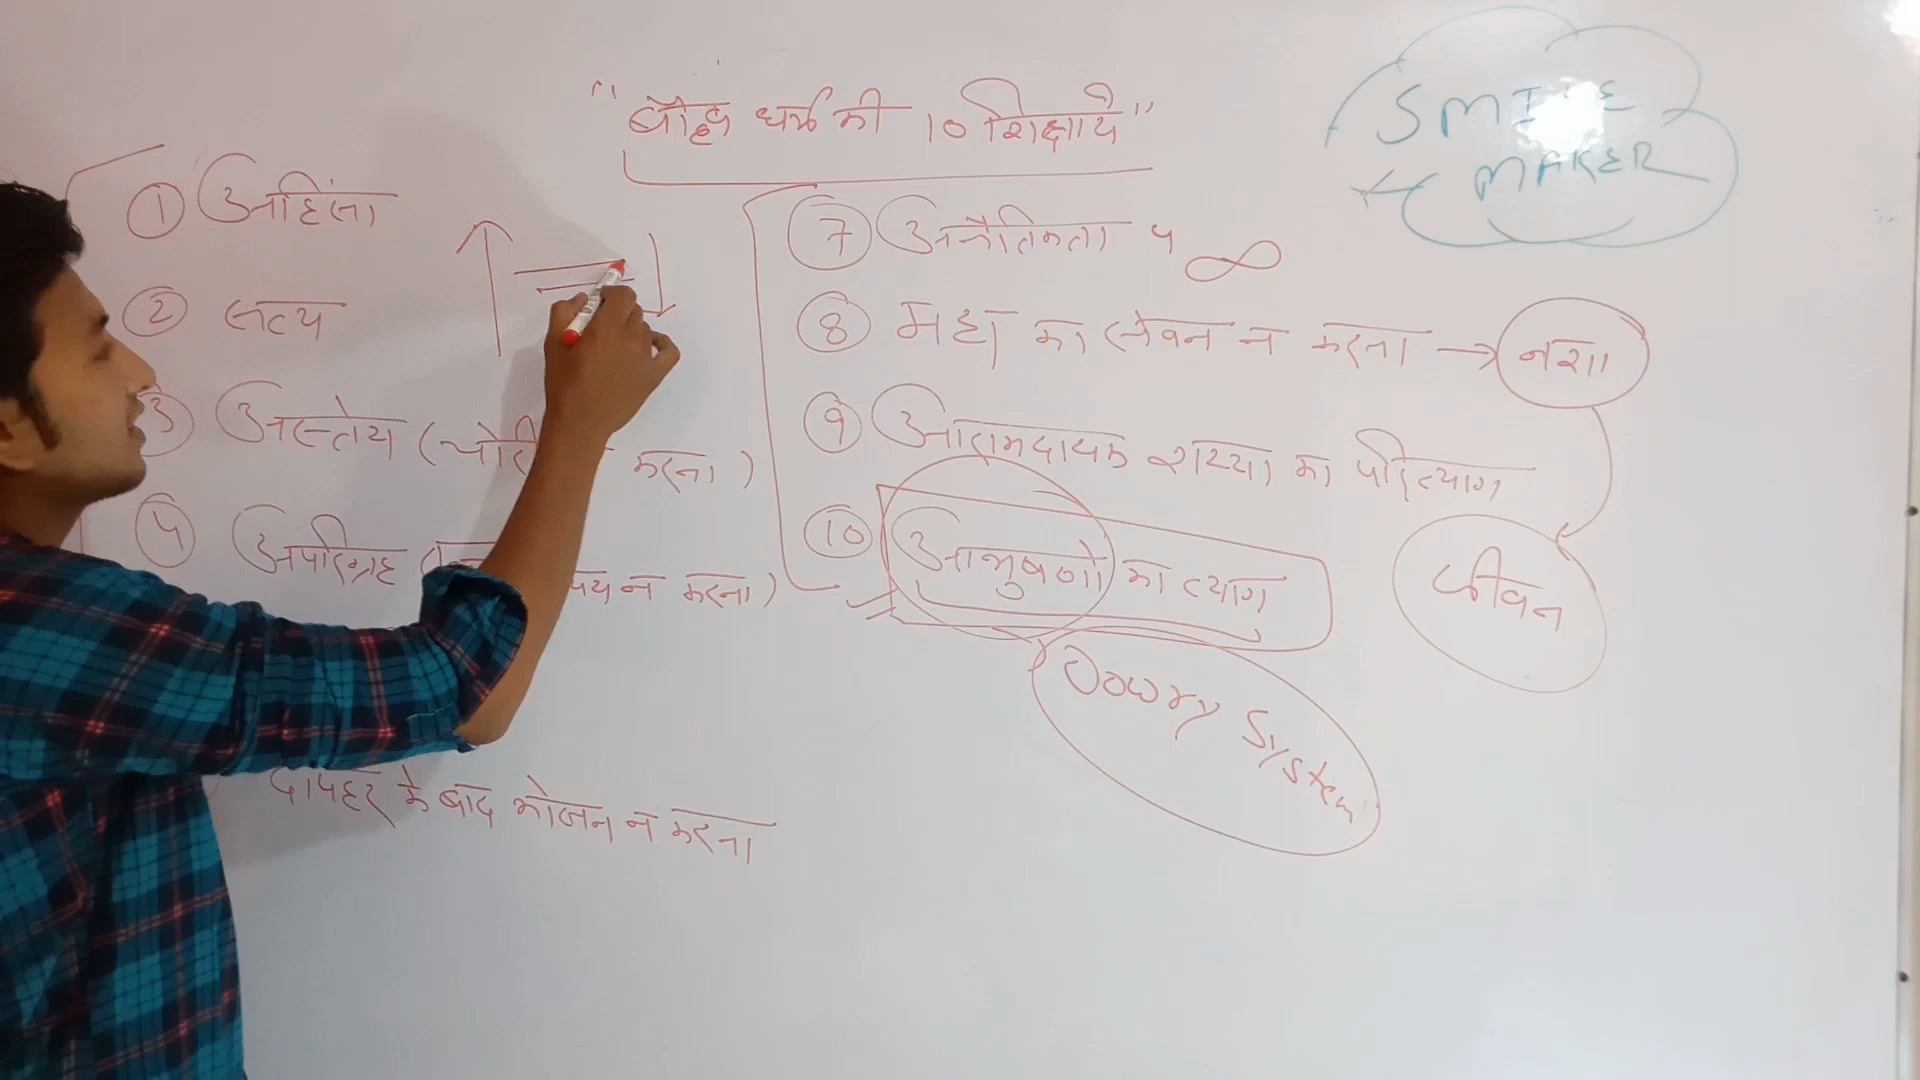 "बौद्ध धर्म की 10 शिक्षाये"
SMILE
MAKER
① अहिंसा
② सत्य
③ अस्तेय ( करना )
④ अपरिग्रह ( न करना )
दोपहर के बाद भोजन न करना
⑦ अनैतिकता
⑧ मद्य का सेवन न करना → नशा
⑨ आरामदायक शय्या का परित्याग
⑩ आभुषणो का त्याग
जीवन
Dowry System